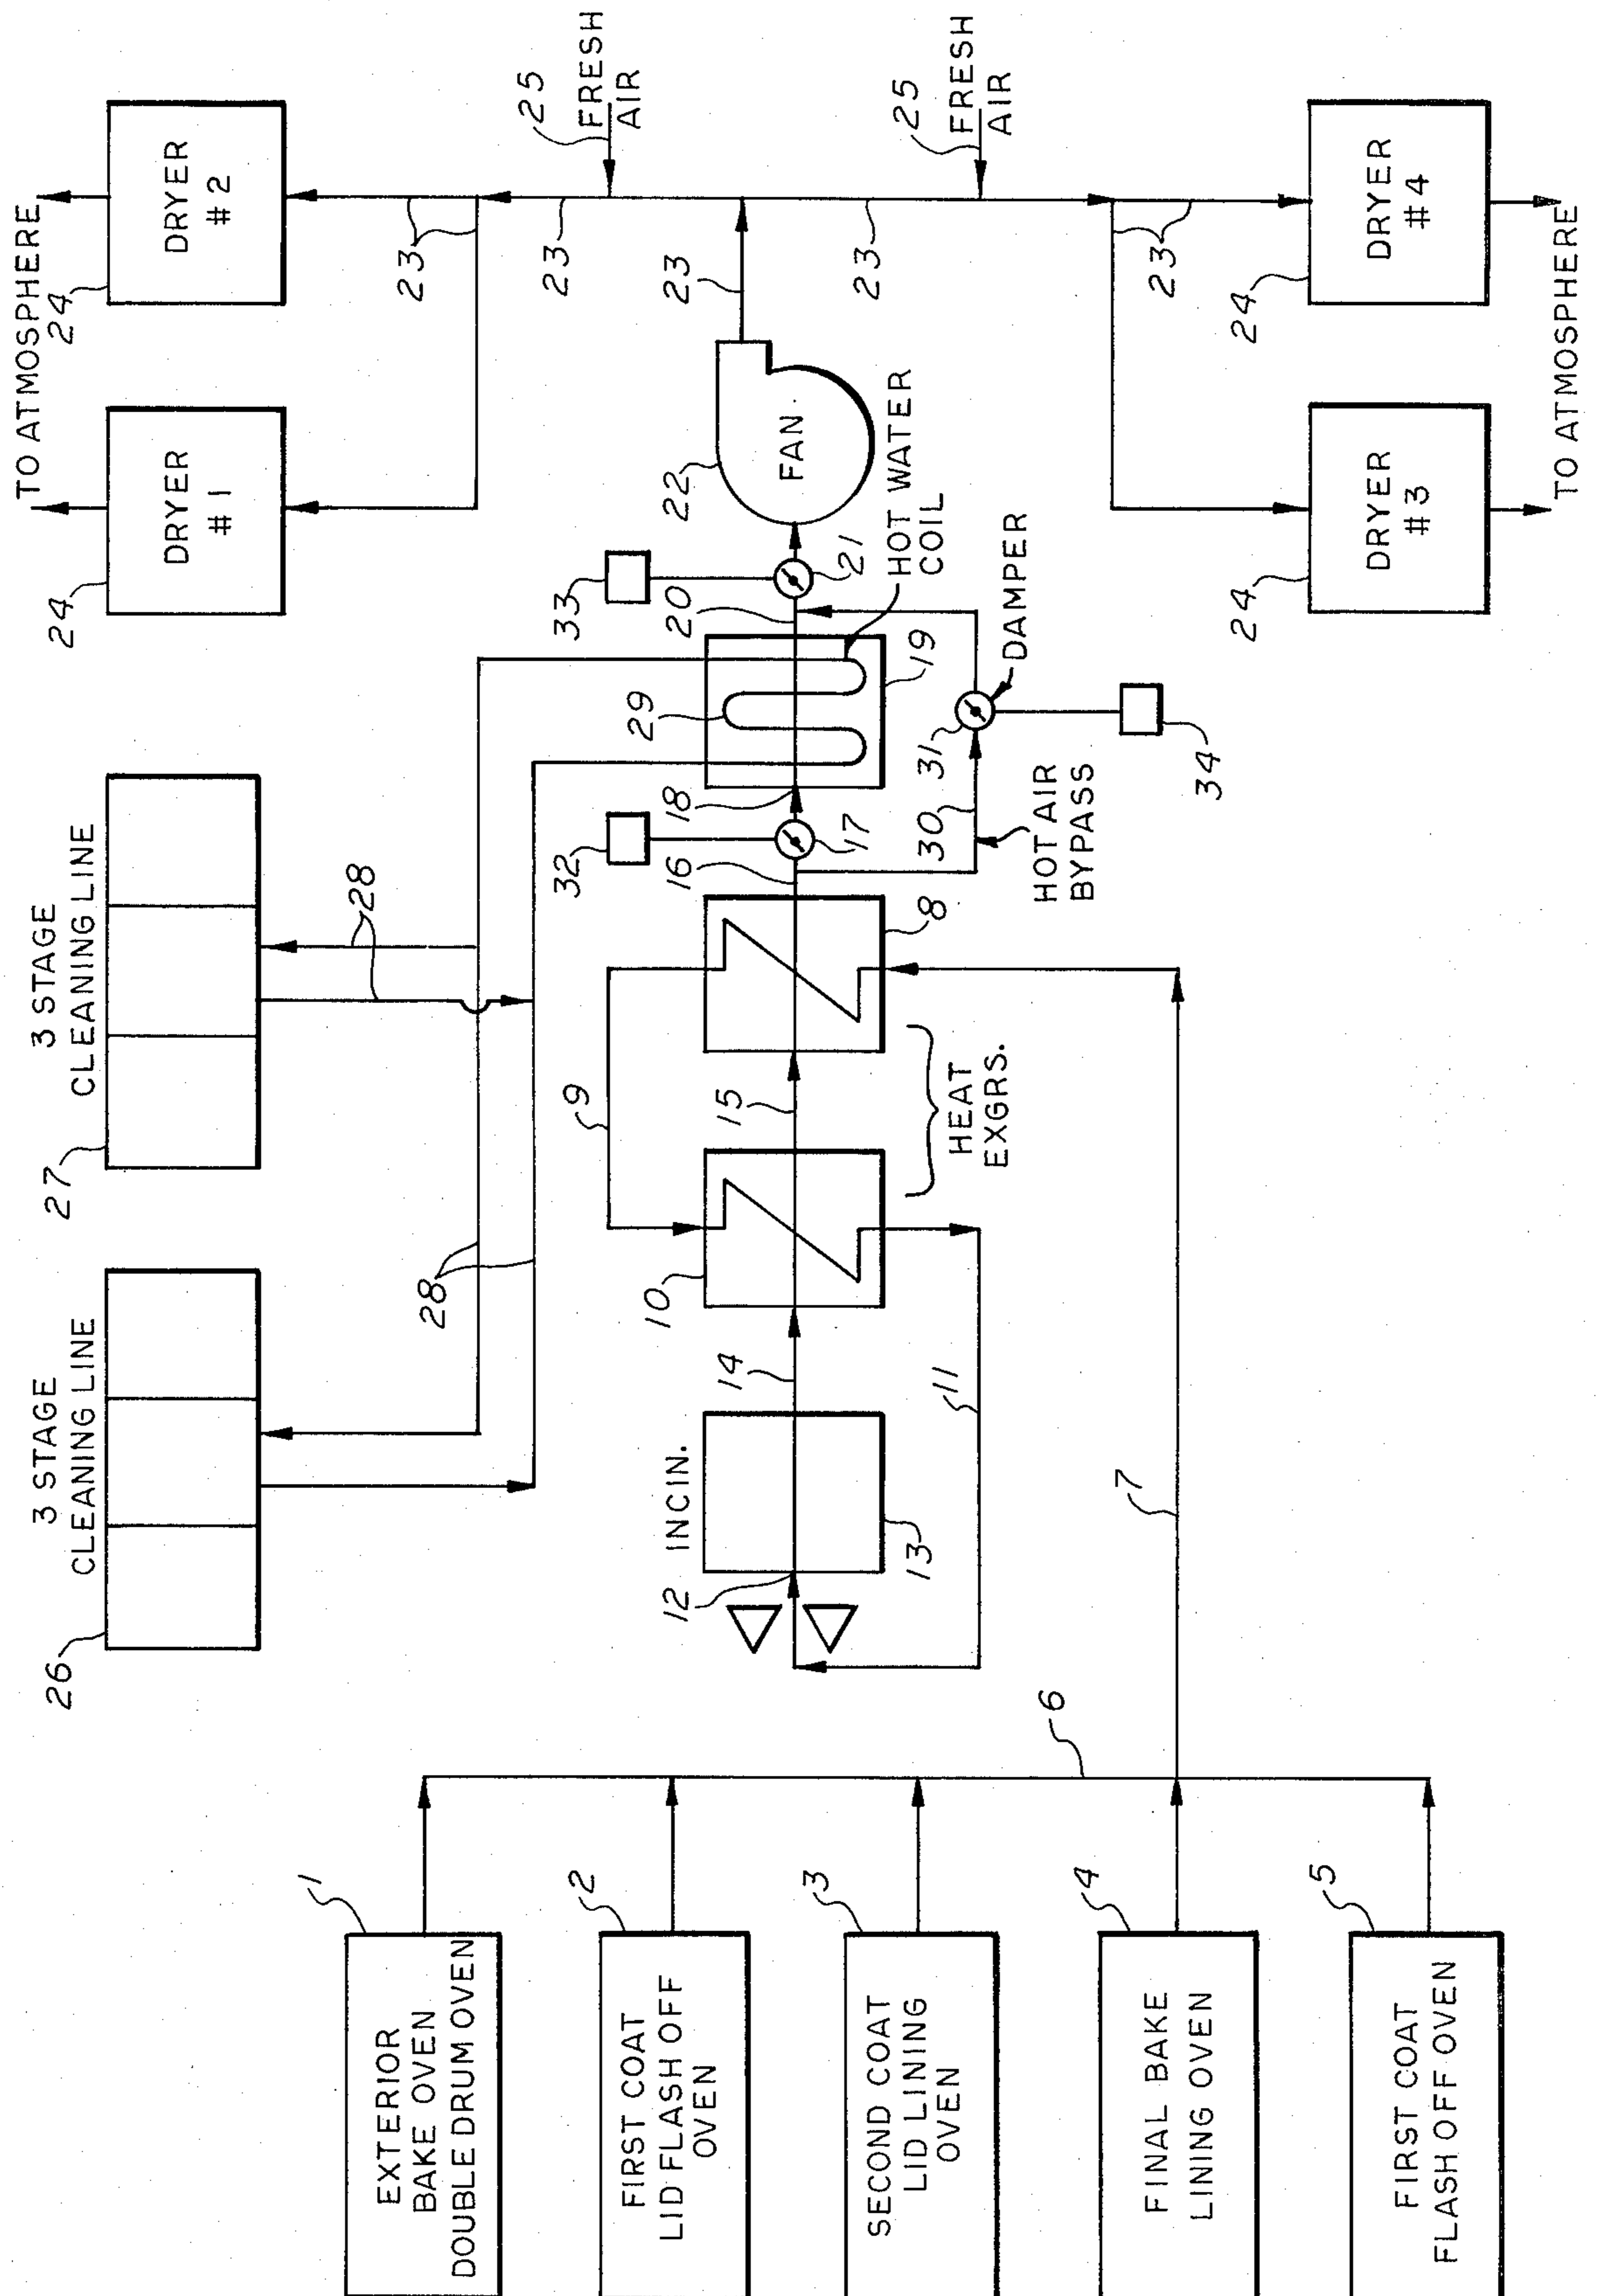 EXTERIOR
BAKE OVEN
DOUBLE DRUM OVEN
1
FIRST COAT
LID FLASH OFF
OVEN
2
SECOND COAT
LID LINING
OVEN
3
FINAL BAKE
LINING OVEN
4
FIRST COAT
FLASH OFF OVEN
5
6
7
3 STAGE
CLEANING LINE
26
3 STAGE
CLEANING LINE
27
28
28
INCIN.
12
13
14
11
10
9
15
HEAT
EXGRS.
8
16
32
17
18
29
19
20
HOT WATER
COIL
33
21
30
HOT AIR
BYPASS
31
DAMPER
34
22
FAN
23
23
23
23
23
25
FRESH
AIR
25
FRESH
AIR
DRYER
#1
24
DRYER
#2
24
TO ATMOSPHERE
DRYER
#3
24
DRYER
#4
24
TO ATMOSPHERE